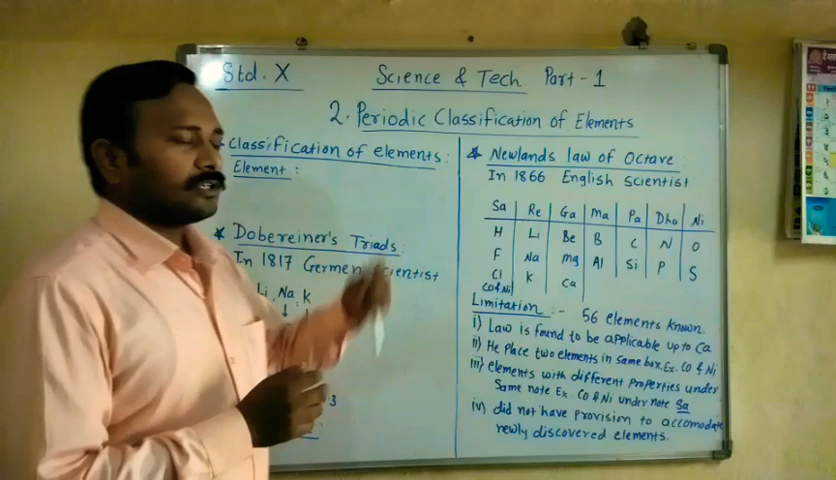 Std. X
Science & Tech Part - 1
2. Periodic Classification of Elements
Classification of elements:
Element :
* Dobereiner's Triads:
In 1817 Germen scientist
Li Na K
3
* Newlands law of Octave:
In 1866 English scientist
Sa Re Ga Ma Pa Dha Ni
H Li Be B C N O
F Na Mg Al Si P S
Cl K Ca
CO & Ni
Limitation :- 56 elements known.
i) Law is found to be applicable up to Ca
ii) He Place two elements in same box. Ex. CO & Ni
iii) elements with different Properties under
Same note Ex. CO & Ni under note Sa
iv) did not have provision to accomodate
newly discovered elements.